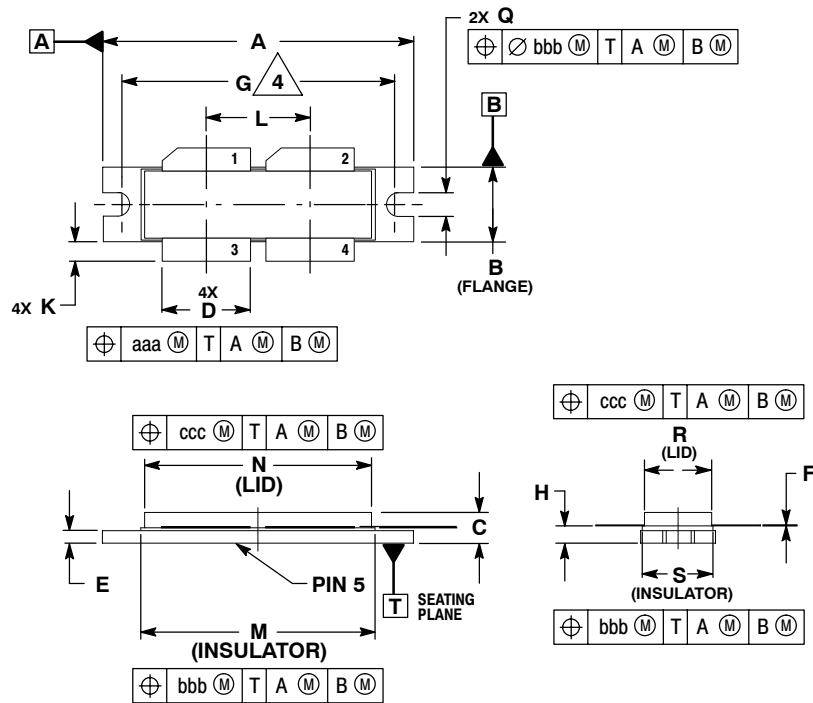 2X Q
A A
⌖ ∅ bbb Ⓜ T A Ⓜ B Ⓜ
G 4
L
B
1 2
3 4
4X K
4X
D
B
(FLANGE)
⌖ aaa Ⓜ T A Ⓜ B Ⓜ
⌖ ccc Ⓜ T A Ⓜ B Ⓜ
N
(LID)
C
E
PIN 5
T SEATING
PLANE
M
(INSULATOR)
⌖ bbb Ⓜ T A Ⓜ B Ⓜ
⌖ ccc Ⓜ T A Ⓜ B Ⓜ
R
(LID)
F
H
S
(INSULATOR)
⌖ bbb Ⓜ T A Ⓜ B Ⓜ